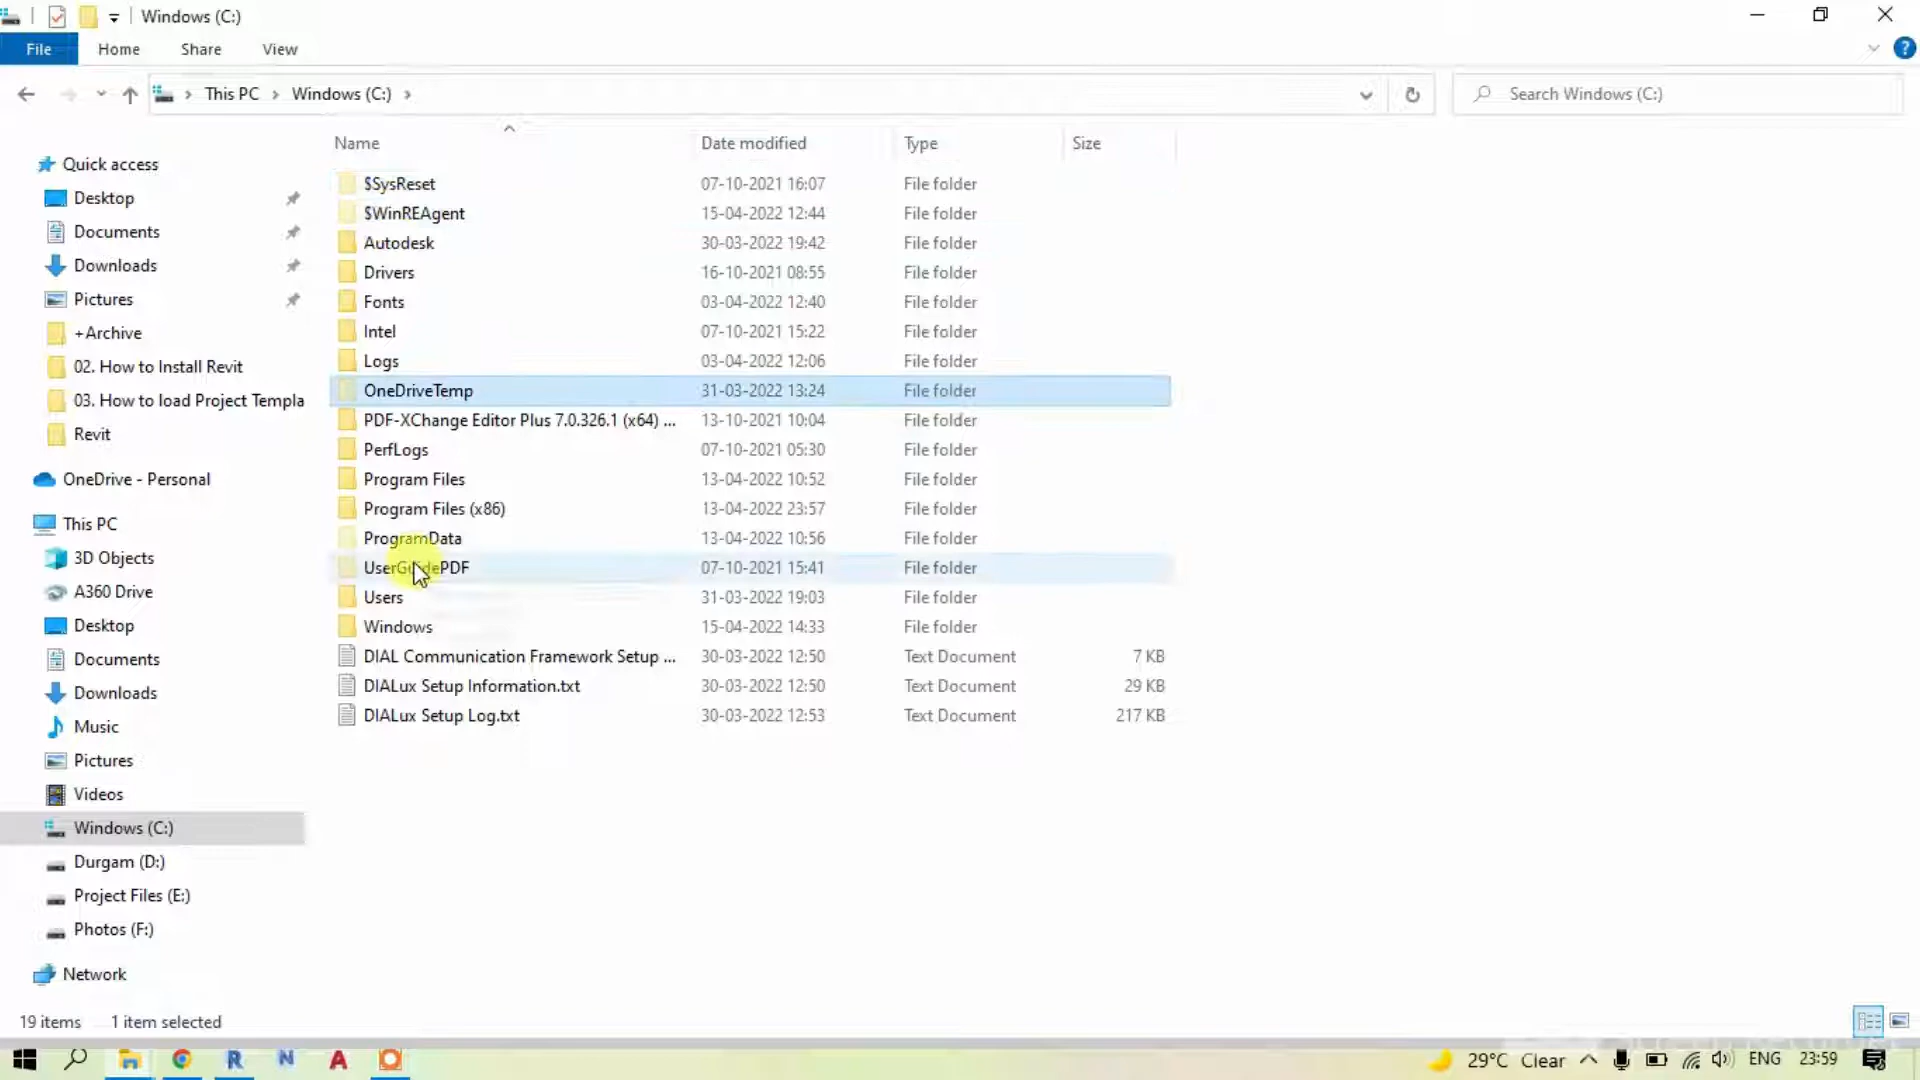 Windows (C:)
File Home Share View
This PC Windows (C:)
Search Windows (C:)
Name Date modified Type Size
Quick access
Desktop
Documents
Downloads
Pictures
+Archive
02. How to Install Revit
03. How to load Project Templa
Revit
OneDrive - Personal
This PC
3D Objects
A360 Drive
Desktop
Documents
Downloads
Music
Pictures
Videos
Windows (C:)
Durgam (D:)
Project Files (E:)
Photos (F:)
Network
$SysReset 07-10-2021 16:07 File folder
$WinREAgent 15-04-2022 12:44 File folder
Autodesk 30-03-2022 19:42 File folder
Drivers 16-10-2021 08:55 File folder
Fonts 03-04-2022 12:40 File folder
Intel 07-10-2021 15:22 File folder
Logs 03-04-2022 12:06 File folder
OneDriveTemp 31-03-2022 13:24 File folder
PDF-XChange Editor Plus 7.0.326.1 (x64) ... 13-10-2021 10:04 File folder
PerfLogs 07-10-2021 05:30 File folder
Program Files 13-04-2022 10:52 File folder
Program Files (x86) 13-04-2022 23:57 File folder
ProgramData 13-04-2022 10:56 File folder
UserGuidePDF 07-10-2021 15:41 File folder
Users 31-03-2022 19:03 File folder
Windows 15-04-2022 14:33 File folder
DIAL Communication Framework Setup ... 30-03-2022 12:50 Text Document 7 KB
DIALux Setup Information.txt 30-03-2022 12:50 Text Document 29 KB
DIALux Setup Log.txt 30-03-2022 12:53 Text Document 217 KB
19 items 1 item selected
29°C Clear ENG 23:59